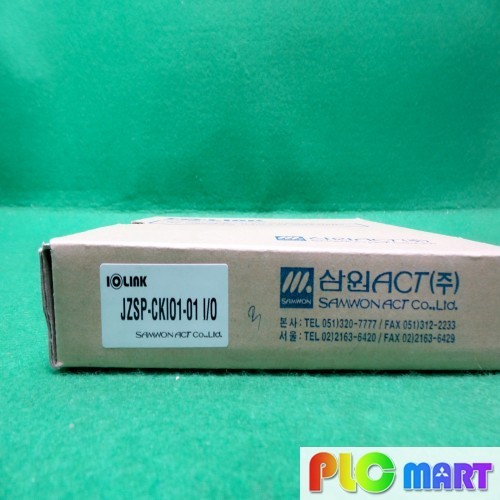 IOLINK
JZSP-CKI01-01 I/O
SAMWON ACT Co.,Ltd.
SAMWON
삼원ACT(주)
SAMWON ACT Co.,Ltd.
본 사 : TEL 051)320-7777 / FAX 051)312-2233
서 울 : TEL 02)2163-6420 / FAX 02)2163-6429
PLC MART